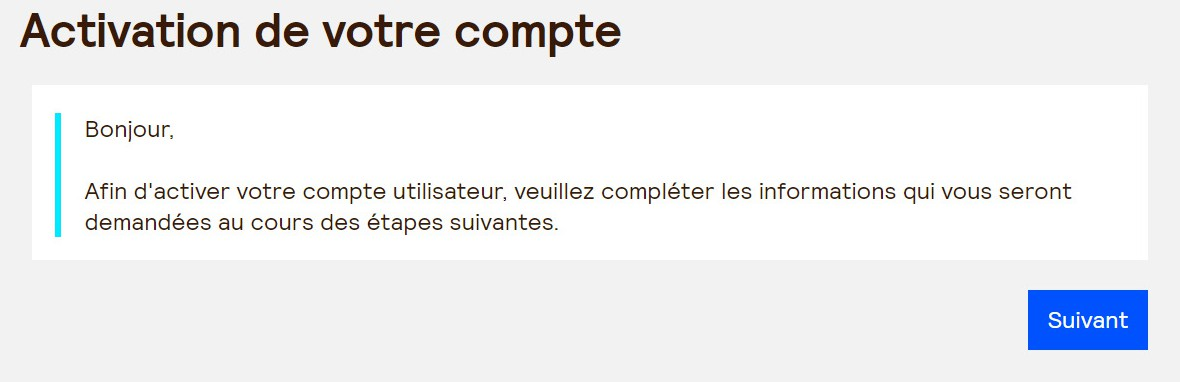 Activation de votre compte
Bonjour,
Afin d'activer votre compte utilisateur, veuillez compléter les informations qui vous seront
demandées au cours des étapes suivantes.
Suivant